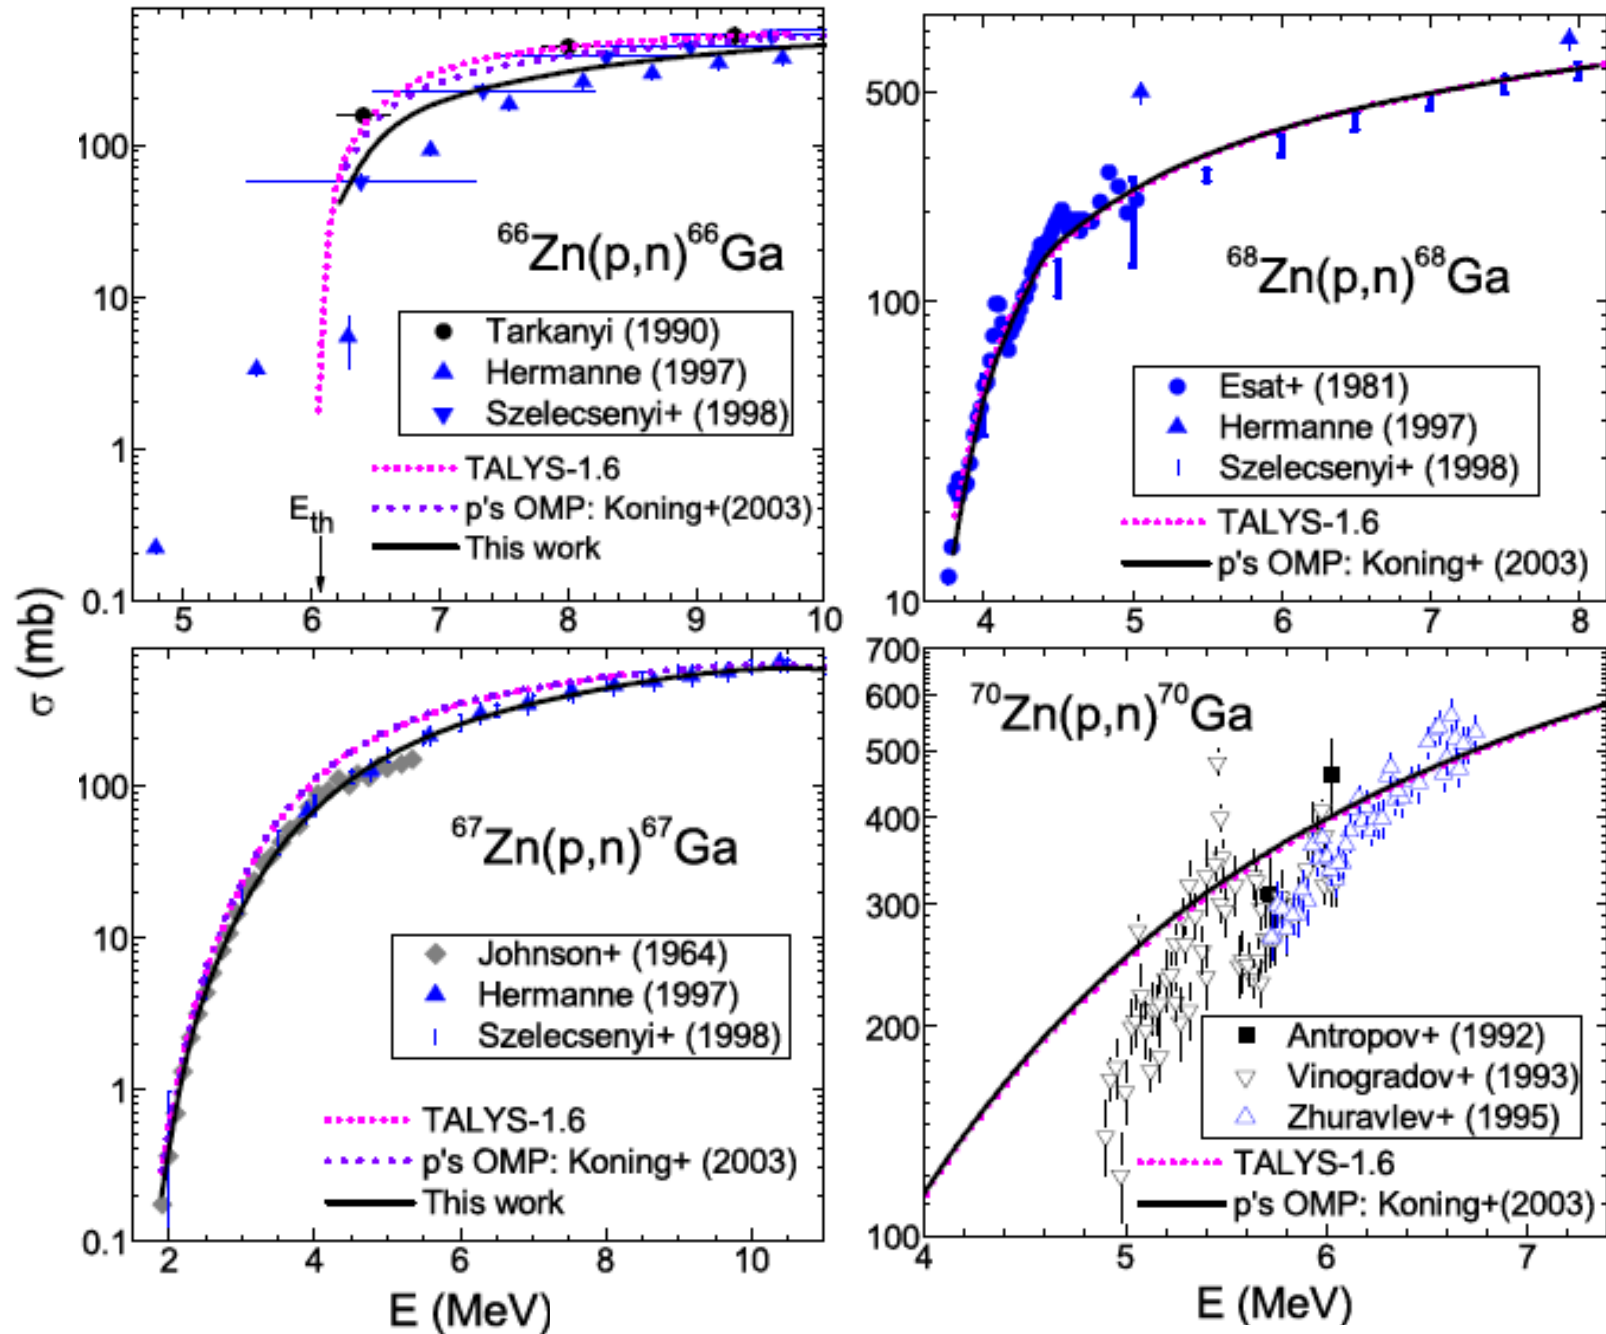 σ (mb)
100
10
1
0.1
5
6
7
8
9
10
⁶⁶Zn(p,n)⁶⁶Ga
Tarkanyi (1990)
Hermanne (1997)
Szelecsenyi+ (1998)
TALYS-1.6
p's OMP: Koning+(2003)
This work
E_th
500
100
10
4
5
6
7
8
⁶⁸Zn(p,n)⁶⁸Ga
Esat+ (1981)
Hermanne (1997)
Szelecsenyi+ (1998)
TALYS-1.6
p's OMP: Koning+ (2003)
100
10
1
0.1
2
4
6
8
10
⁶⁷Zn(p,n)⁶⁷Ga
Johnson+ (1964)
Hermanne (1997)
Szelecsenyi+ (1998)
TALYS-1.6
p's OMP: Koning+ (2003)
This work
E (MeV)
700
600
500
400
300
200
100
4
5
6
7
⁷⁰Zn(p,n)⁷⁰Ga
Antropov+ (1992)
Vinogradov+ (1993)
Zhuravlev+ (1995)
TALYS-1.6
p's OMP: Koning+(2003)
E (MeV)